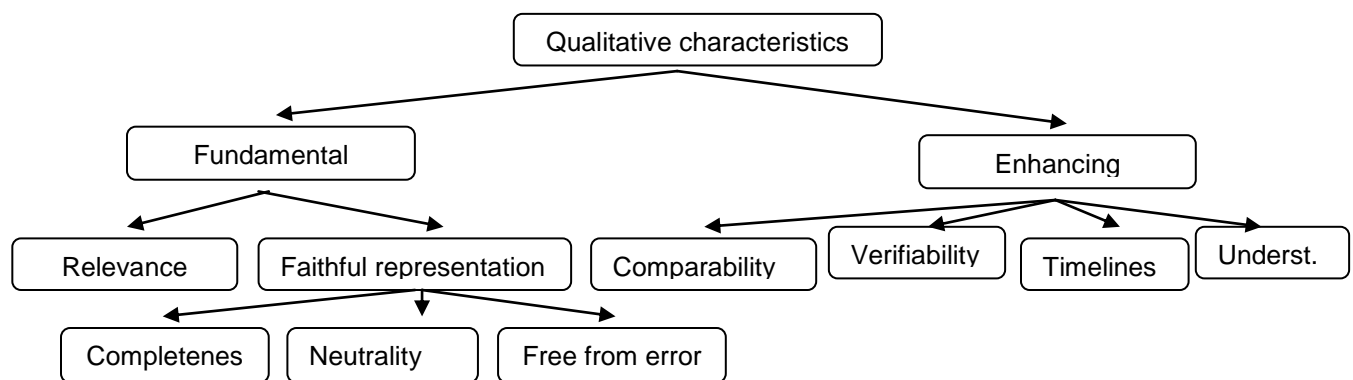 Qualitative characteristics
Fundamental
Enhancing
Relevance
Faithful representation
Comparability
Verifiability
Timelines
Underst.
Completenes
Neutrality
Free from error